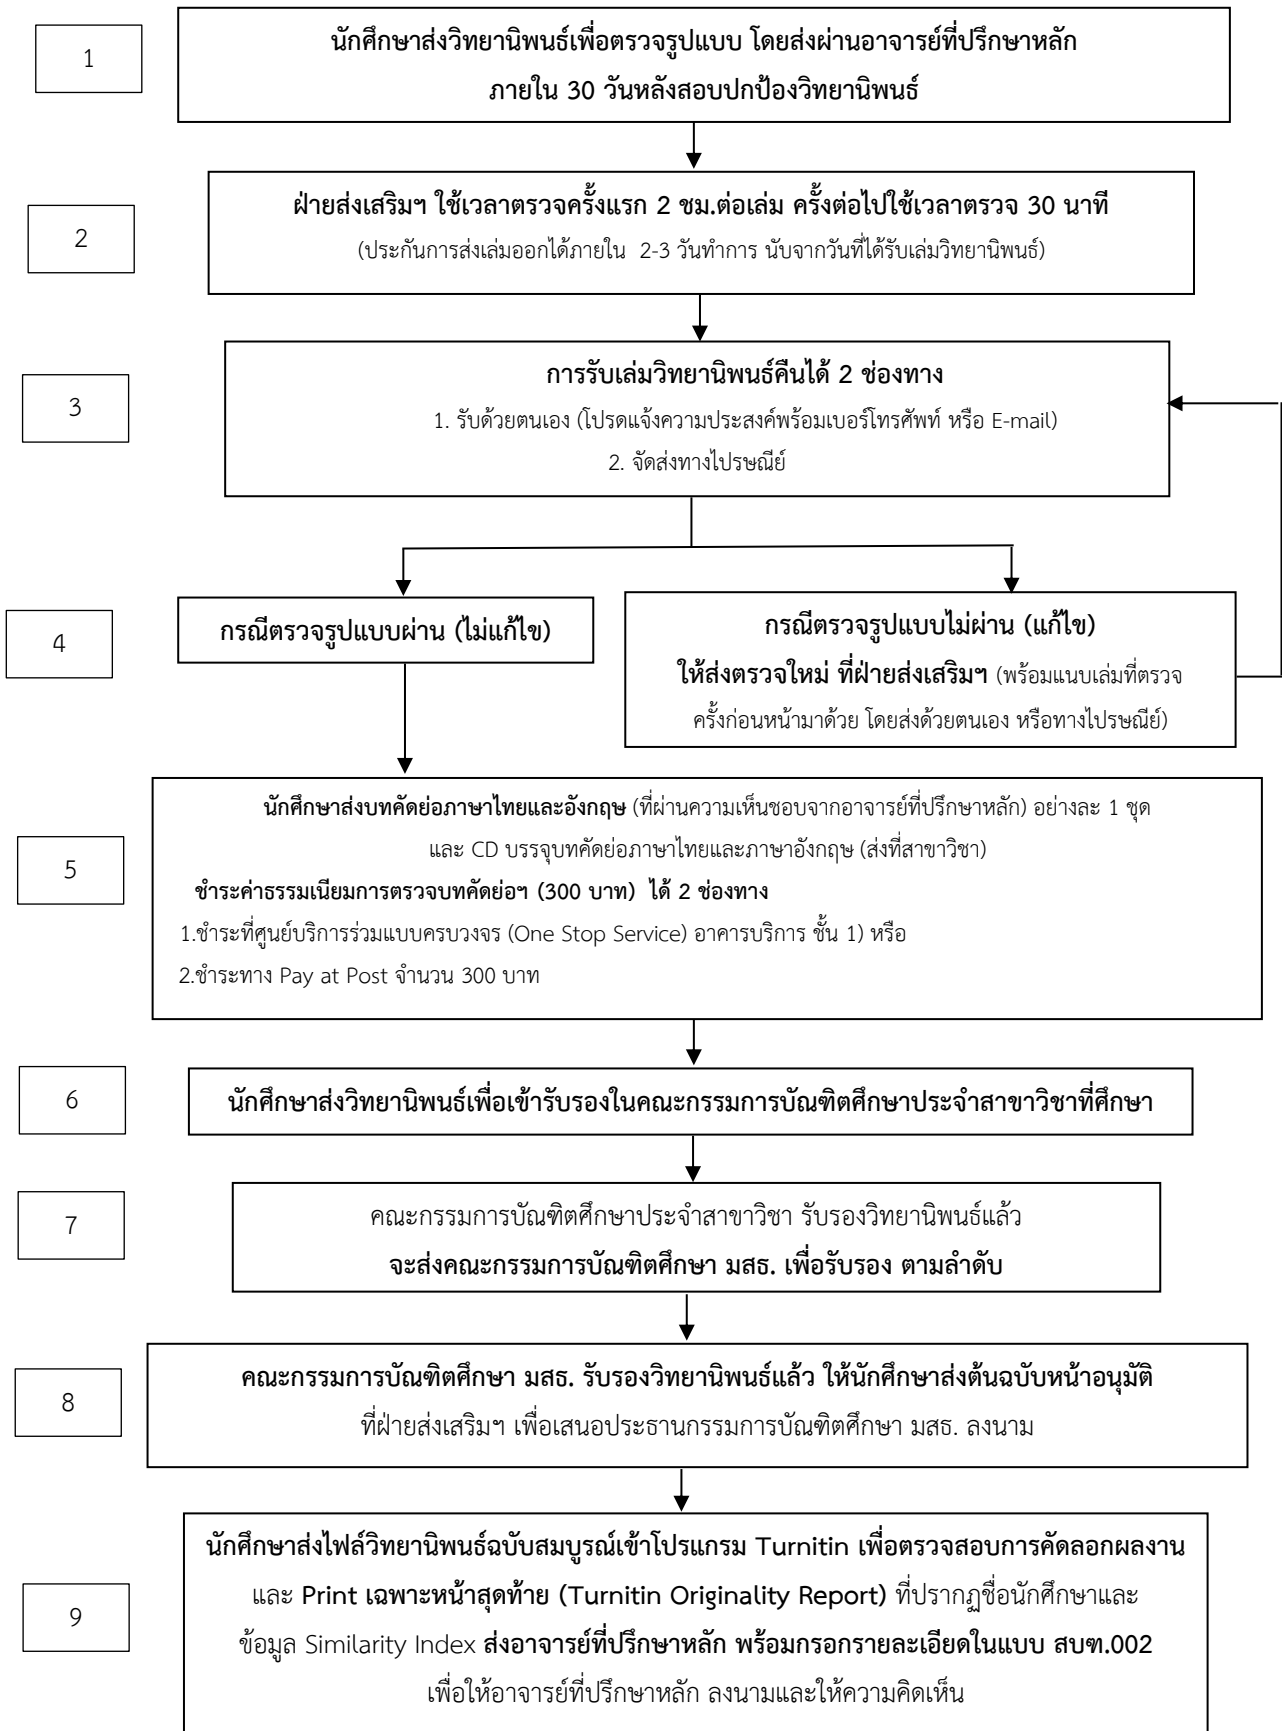 1
นักศึกษาส่งวิทยานิพนธ์เพื่อตรวจรูปแบบ โดยส่งผ่านอาจารย์ที่ปรึกษาหลัก
ภายใน 30 วันหลังสอบปกป้องวิทยานิพนธ์
2
ฝ่ายส่งเสริมฯ ใช้เวลาตรวจครั้งแรก 2 ชม.ต่อเล่ม ครั้งต่อไปใช้เวลาตรวจ 30 นาที
(ประกันการส่งเล่มออกได้ภายใน 2-3 วันทำการ นับจากวันที่ได้รับเล่มวิทยานิพนธ์)
3
การรับเล่มวิทยานิพนธ์คืนได้ 2 ช่องทาง
1. รับด้วยตนเอง (โปรดแจ้งความประสงค์พร้อมเบอร์โทรศัพท์ หรือ E-mail)
2. จัดส่งทางไปรษณีย์
4
กรณีตรวจรูปแบบผ่าน (ไม่แก้ไข)
กรณีตรวจรูปแบบไม่ผ่าน (แก้ไข)
ให้ส่งตรวจใหม่ ที่ฝ่ายส่งเสริมฯ (พร้อมแนบเล่มที่ตรวจ
ครั้งก่อนหน้ามาด้วย โดยส่งด้วยตนเอง หรือทางไปรษณีย์)
5
นักศึกษาส่งบทคัดย่อภาษาไทยและอังกฤษ (ที่ผ่านความเห็นชอบจากอาจารย์ที่ปรึกษาหลัก) อย่างละ 1 ชุด
และ CD บรรจุบทคัดย่อภาษาไทยและภาษาอังกฤษ (ส่งที่สาขาวิชา)
ชำระค่าธรรมเนียมการตรวจบทคัดย่อฯ (300 บาท) ได้ 2 ช่องทาง
1.ชำระที่ศูนย์บริการร่วมแบบครบวงจร (One Stop Service) อาคารบริการ ชั้น 1) หรือ
2.ชำระทาง Pay at Post จำนวน 300 บาท
6
นักศึกษาส่งวิทยานิพนธ์เพื่อเข้ารับรองในคณะกรรมการบัณฑิตศึกษาประจำสาขาวิชาที่ศึกษา
7
คณะกรรมการบัณฑิตศึกษาประจำสาขาวิชา รับรองวิทยานิพนธ์แล้ว
จะส่งคณะกรรมการบัณฑิตศึกษา มสธ. เพื่อรับรอง ตามลำดับ
8
คณะกรรมการบัณฑิตศึกษา มสธ. รับรองวิทยานิพนธ์แล้ว ให้นักศึกษาส่งต้นฉบับหน้าอนุมัติ
ที่ฝ่ายส่งเสริมฯ เพื่อเสนอประธานกรรมการบัณฑิตศึกษา มสธ. ลงนาม
9
นักศึกษาส่งไฟล์วิทยานิพนธ์ฉบับสมบูรณ์เข้าโปรแกรม Turnitin เพื่อตรวจสอบการคัดลอกผลงาน
และ Print เฉพาะหน้าสุดท้าย (Turnitin Originality Report) ที่ปรากฏชื่อนักศึกษาและ
ข้อมูล Similarity Index ส่งอาจารย์ที่ปรึกษาหลัก พร้อมกรอกรายละเอียดในแบบ สบฑ.002
เพื่อให้อาจารย์ที่ปรึกษาหลัก ลงนามและให้ความคิดเห็น